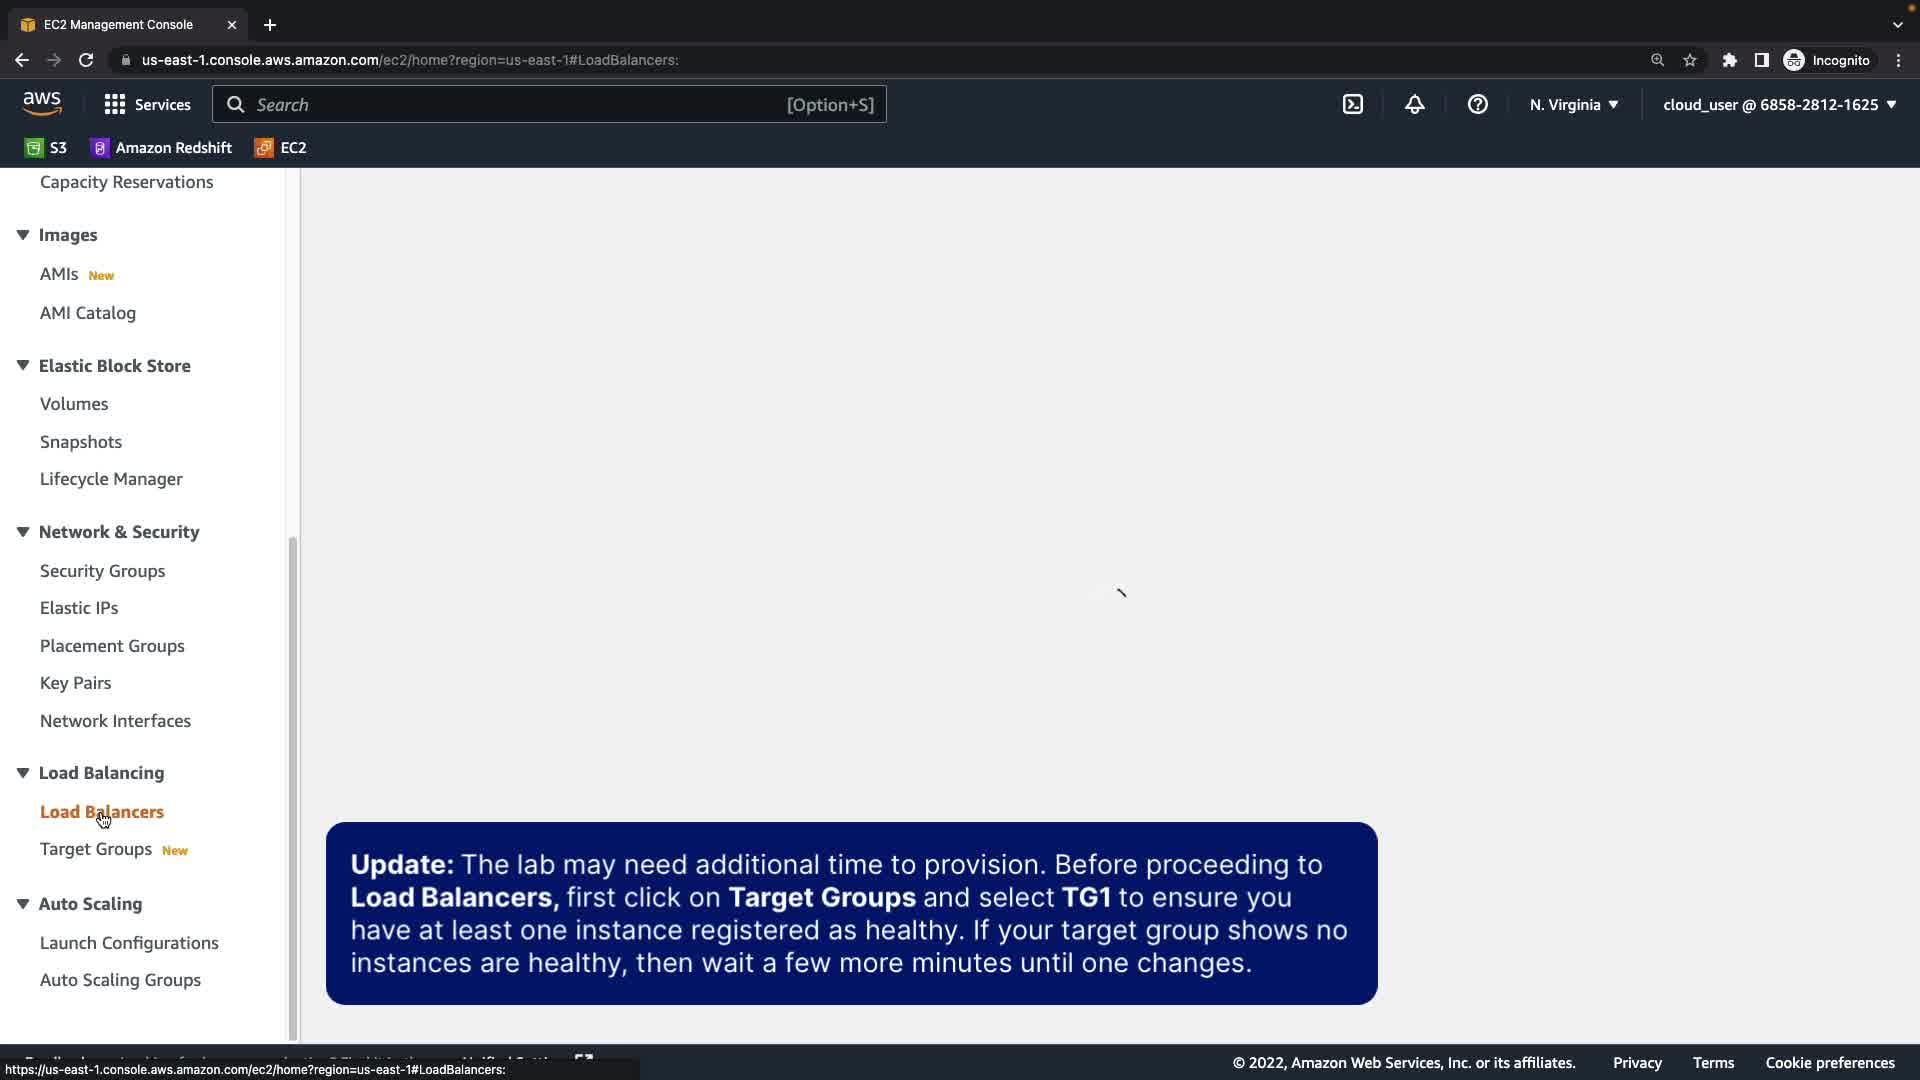 EC2 Management Console
us-east-1.console.aws.amazon.com/ec2/home?region=us-east-1#LoadBalancers:
Incognito
aws
Services
Search
[Option+S]
N. Virginia
cloud_user @ 6858-2812-1625
S3
Amazon Redshift
EC2
Capacity Reservations
Images
AMIs New
AMI Catalog
Elastic Block Store
Volumes
Snapshots
Lifecycle Manager
Network & Security
Security Groups
Elastic IPs
Placement Groups
Key Pairs
Network Interfaces
Load Balancing
Load Balancers
Target Groups New
Auto Scaling
Launch Configurations
Auto Scaling Groups
Update: The lab may need additional time to provision. Before proceeding to
Load Balancers, first click on Target Groups and select TG1 to ensure you
have at least one instance registered as healthy. If your target group shows no
instances are healthy, then wait a few more minutes until one changes.
© 2022, Amazon Web Services, Inc. or its affiliates.
Privacy
Terms
Cookie preferences
https://us-east-1.console.aws.amazon.com/ec2/home?region=us-east-1#LoadBalancers: